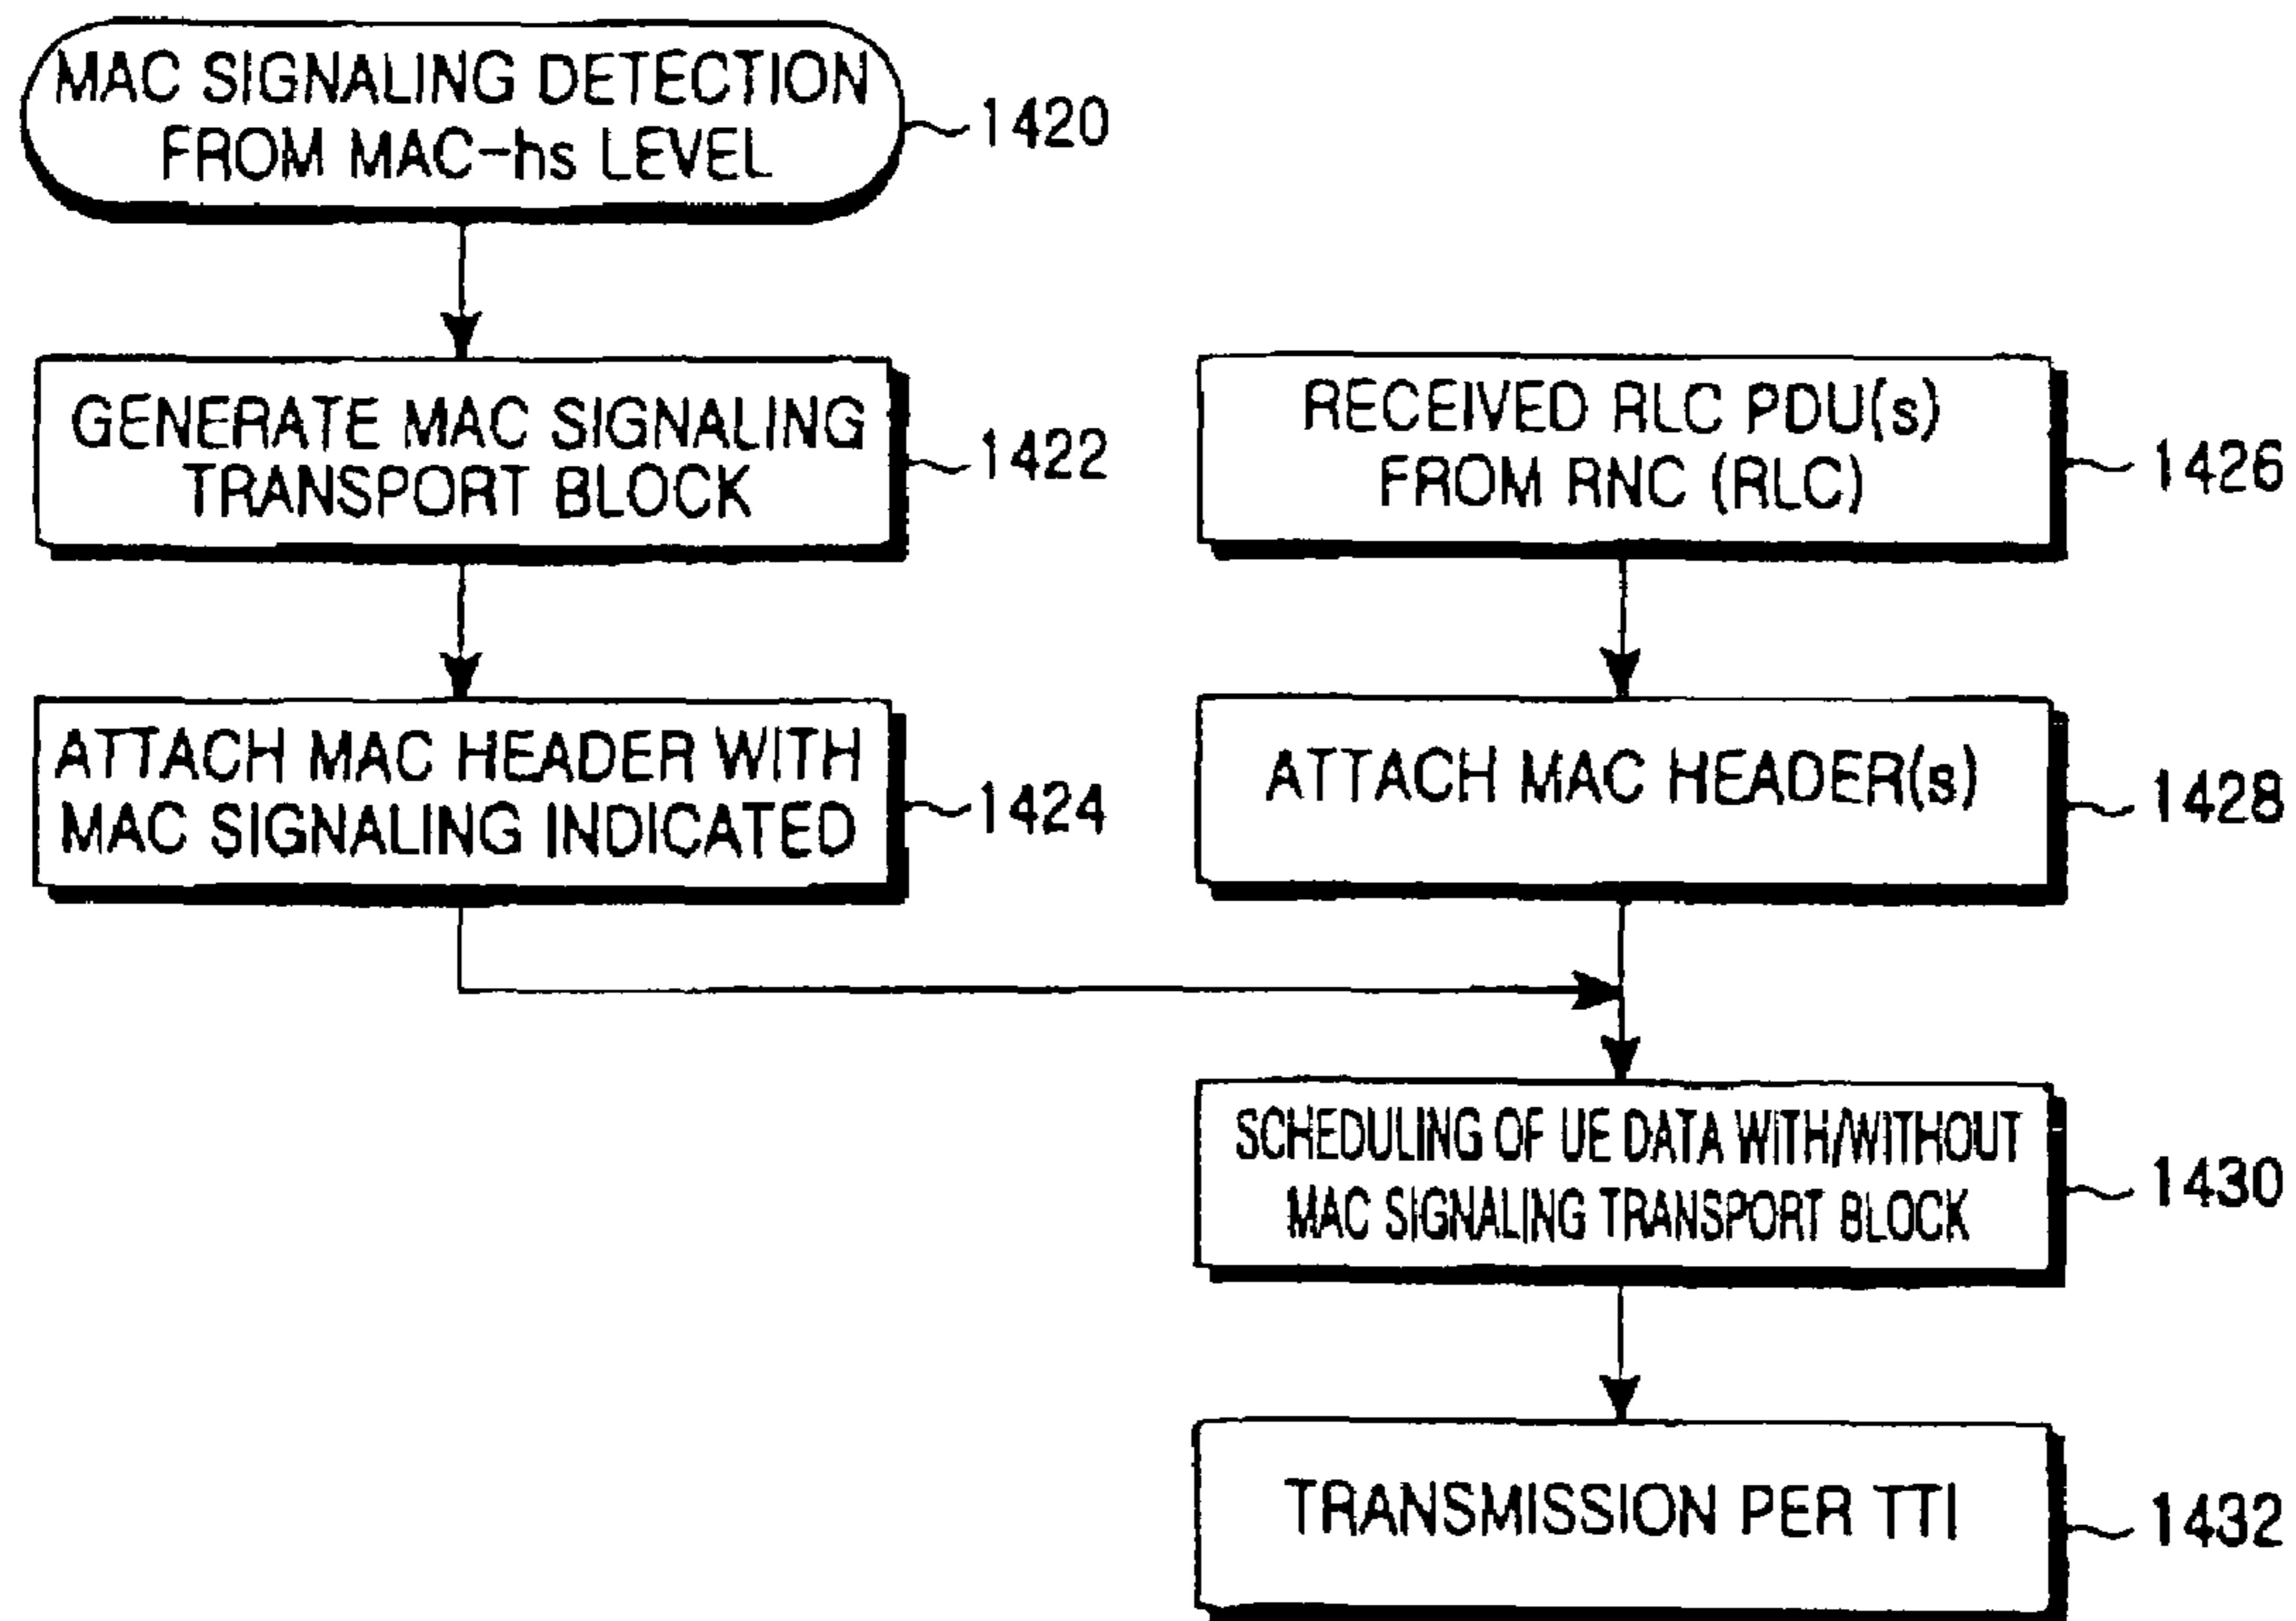 MAC SIGNALING DETECTION
FROM MAC-hs LEVEL
1420
GENERATE MAC SIGNALING
TRANSPORT BLOCK
1422
ATTACH MAC HEADER WITH
MAC SIGNALING INDICATED
1424
RECEIVED RLC PDU(s)
FROM RNC (RLC)
1426
ATTACH MAC HEADER(s)
1428
SCHEDULING OF UE DATA WITH/WITHOUT
MAC SIGNALING TRANSPORT BLOCK
1430
TRANSMISSION PER TTI
1432